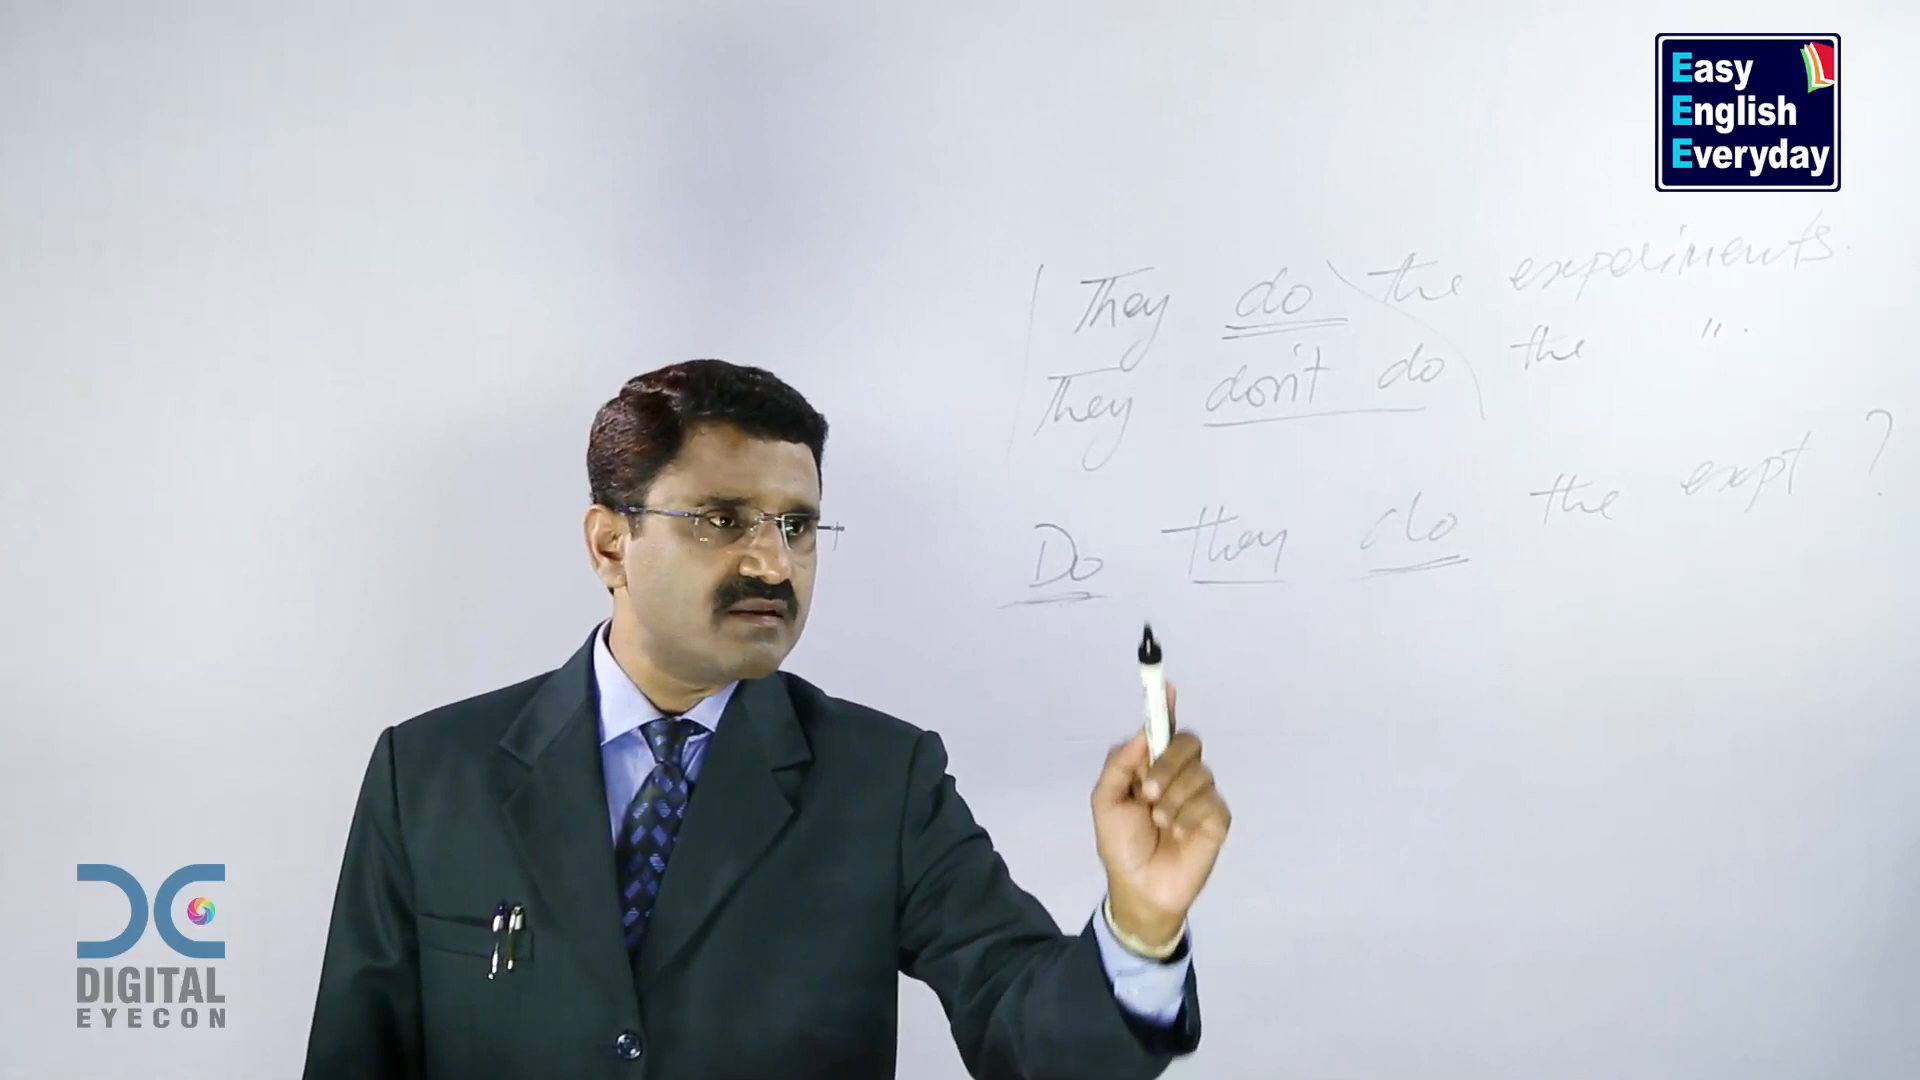 Easy
English
Everyday
They do the experiments.
They don't do the ".
Do they do the expt ?
DIGITAL
EYECON